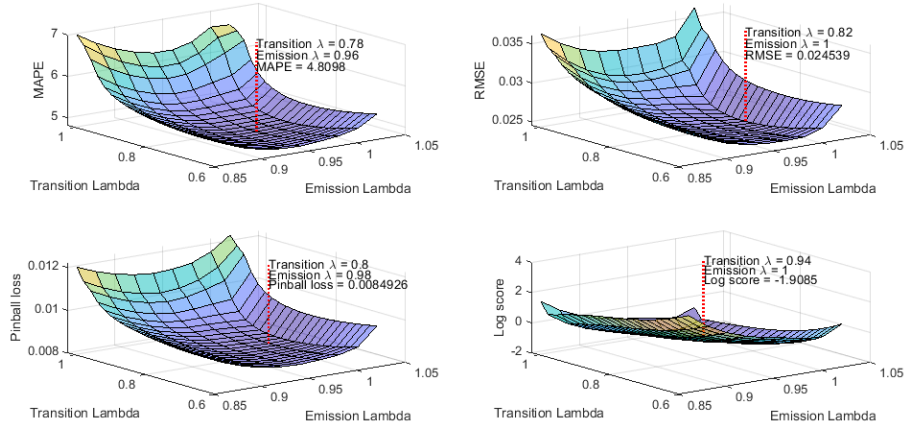 7
6
5
MAPE
Transition λ = 0.78
Emission λ = 0.96
MAPE = 4.8098
1
0.8
0.6
Transition Lambda
0.85
0.9
0.95
1
1.05
Emission Lambda
0.035
0.03
0.025
RMSE
Transition λ = 0.82
Emission λ = 1
RMSE = 0.024539
1
0.8
0.6
Transition Lambda
0.85
0.9
0.95
1
1.05
Emission Lambda
0.012
0.01
0.008
Pinball loss
Transition λ = 0.8
Emission λ = 0.98
Pinball loss = 0.0084926
1
0.8
0.6
Transition Lambda
0.85
0.9
0.95
1
1.05
Emission Lambda
4
2
0
-2
Log score
Transition λ = 0.94
Emission λ = 1
Log score = -1.9085
1
0.8
0.6
Transition Lambda
0.85
0.9
0.95
1
1.05
Emission Lambda